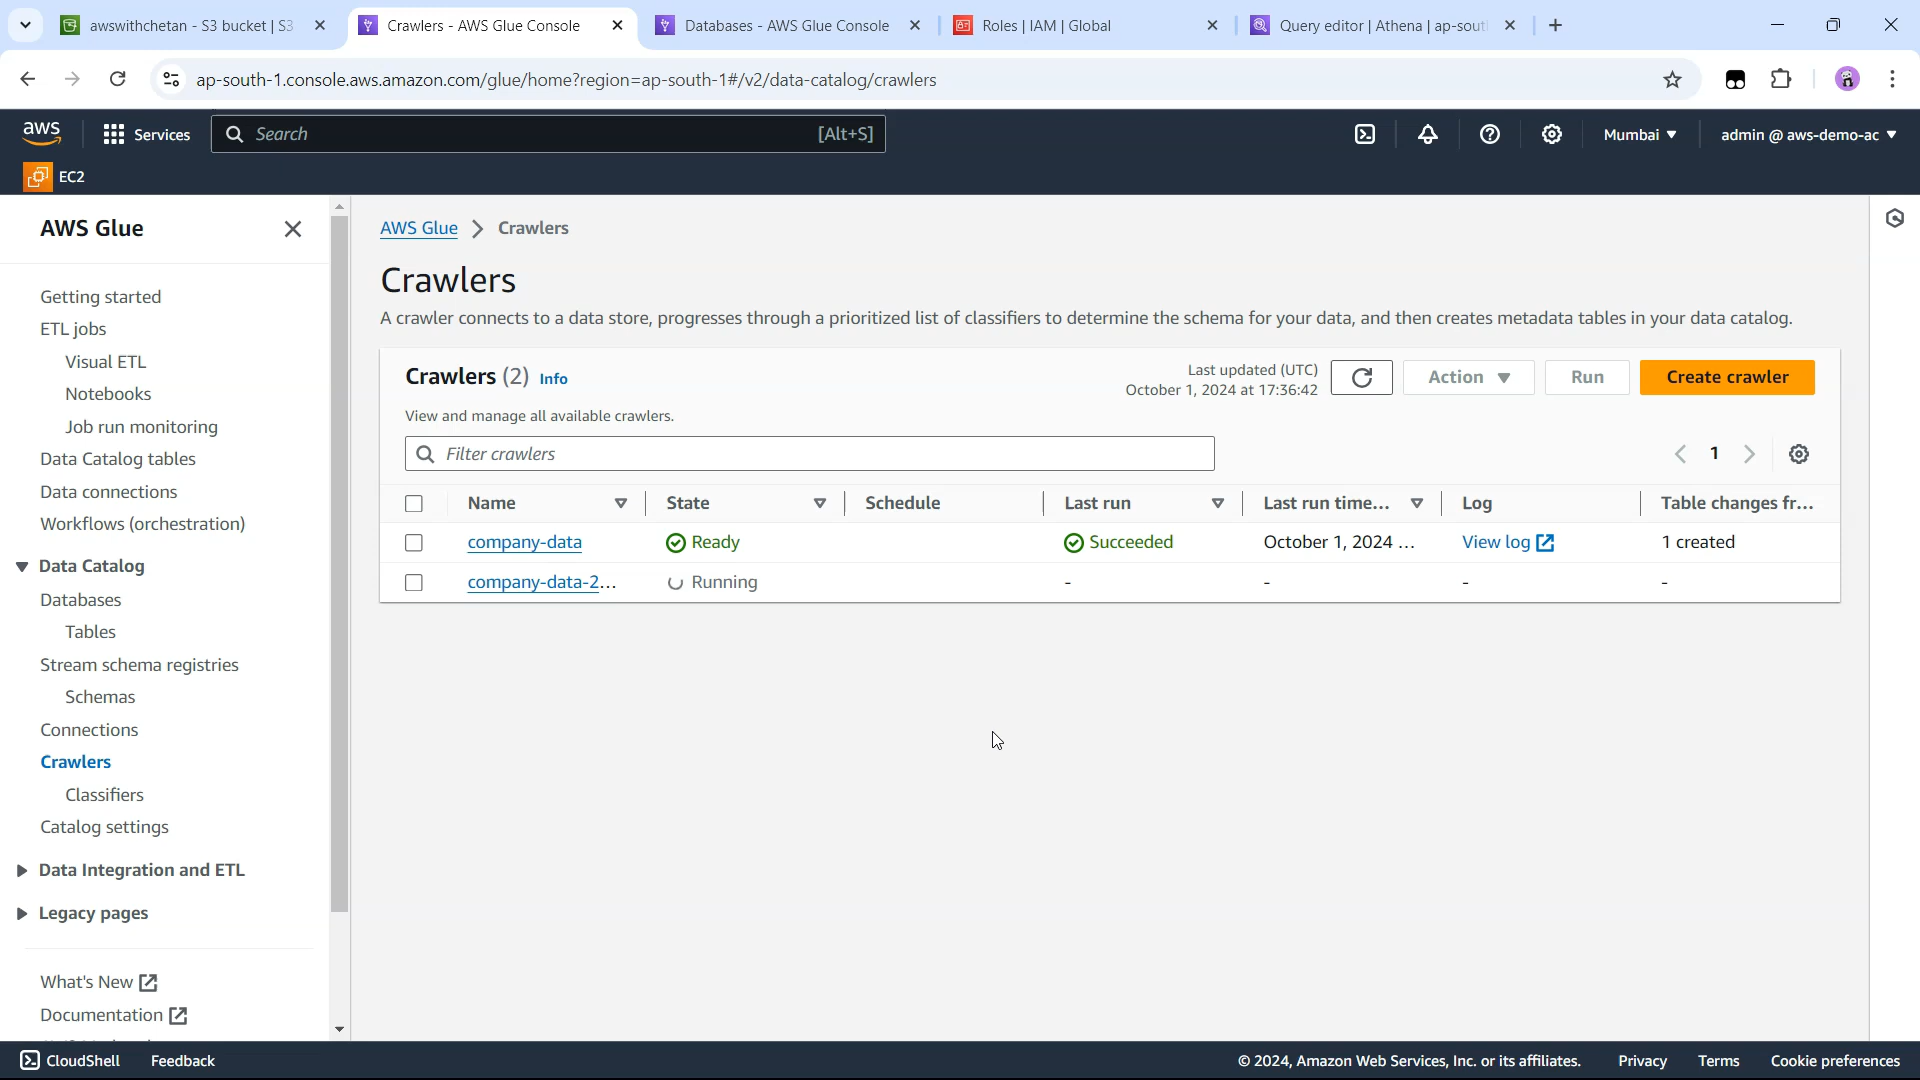 awswithchetan - S3 bucket | S3
Crawlers - AWS Glue Console
Databases - AWS Glue Console
Roles | IAM | Global
Query editor | Athena | ap-sout
ap-south-1.console.aws.amazon.com/glue/home?region=ap-south-1#/v2/data-catalog/crawlers
aws
Services
Search
[Alt+S]
Mumbai
admin @ aws-demo-ac
EC2
AWS Glue
Getting started
ETL jobs
Visual ETL
Notebooks
Job run monitoring
Data Catalog tables
Data connections
Workflows (orchestration)
Data Catalog
Databases
Tables
Stream schema registries
Schemas
Connections
Crawlers
Classifiers
Catalog settings
Data Integration and ETL
Legacy pages
What's New
Documentation
AWS Glue > Crawlers
Crawlers
A crawler connects to a data store, progresses through a prioritized list of classifiers to determine the schema for your data, and then creates metadata tables in your data catalog.
Crawlers (2) Info
Last updated (UTC)
October 1, 2024 at 17:36:42
Action
Run
Create crawler
View and manage all available crawlers.
Filter crawlers
1
Name State Schedule Last run Last run time... Log Table changes fr...
company-data Ready Succeeded October 1, 2024 ... View log 1 created
company-data-2... Running - - - -
CloudShell Feedback © 2024, Amazon Web Services, Inc. or its affiliates. Privacy Terms Cookie preferences